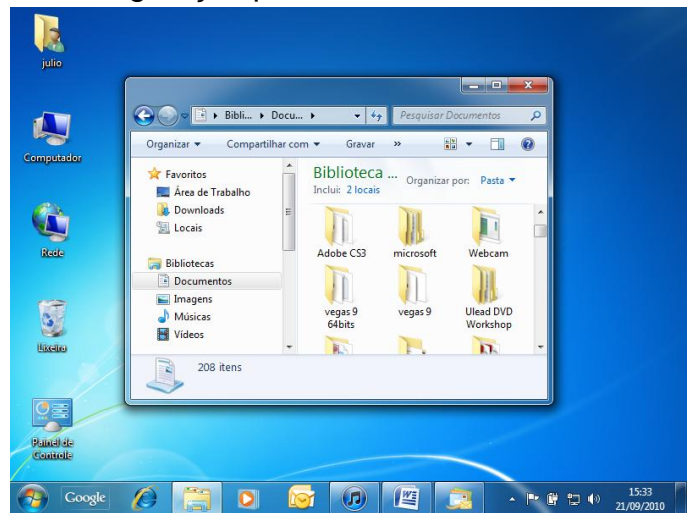 julio
Computador
Rede
Lixeira
Painel de
Controle
Bibli... Docu...
Pesquisar Documentos
Organizar Compartilhar com Gravar »
Favoritos
Área de Trabalho
Downloads
Locais
Bibliotecas
Documentos
Imagens
Músicas
Vídeos
Biblioteca ...
Inclui: 2 locais
Organizar por: Pasta
Adobe CS3
microsoft
Webcam
vegas 9
64bits
vegas 9
Ulead DVD
Workshop
208 itens
Google
15:33
21/09/2010